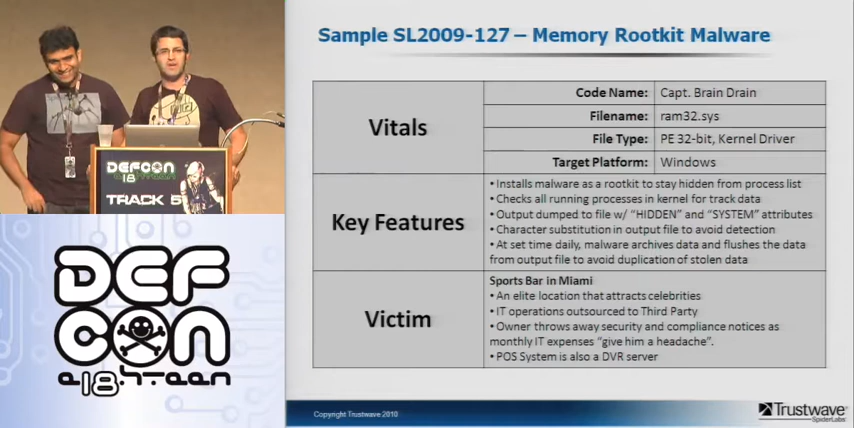 Sample SL2009-127 – Memory Rootkit Malware
Vitals
Code Name: Capt. Brain Drain
Filename: ram32.sys
File Type: PE 32-bit, Kernel Driver
Target Platform: Windows
Key Features
• Installs malware as a rootkit to stay hidden from process list
• Checks all running processes in kernel for track data
• Output dumped to file w/ "HIDDEN" and "SYSTEM" attributes
• Character substitution in output file to avoid detection
• At set time daily, malware archives data and flushes the data
from output file to avoid duplication of stolen data
Victim
Sports Bar in Miami
• An elite location that attracts celebrities
• IT operations outsourced to Third Party
• Owner throws away security and compliance notices as
monthly IT expenses "give him a headache".
• POS System is also a DVR server
DEFCON
18
TRACK 5
DEF
CON
e18hteen
Copyright Trustwave 2010
Trustwave
SpiderLabs